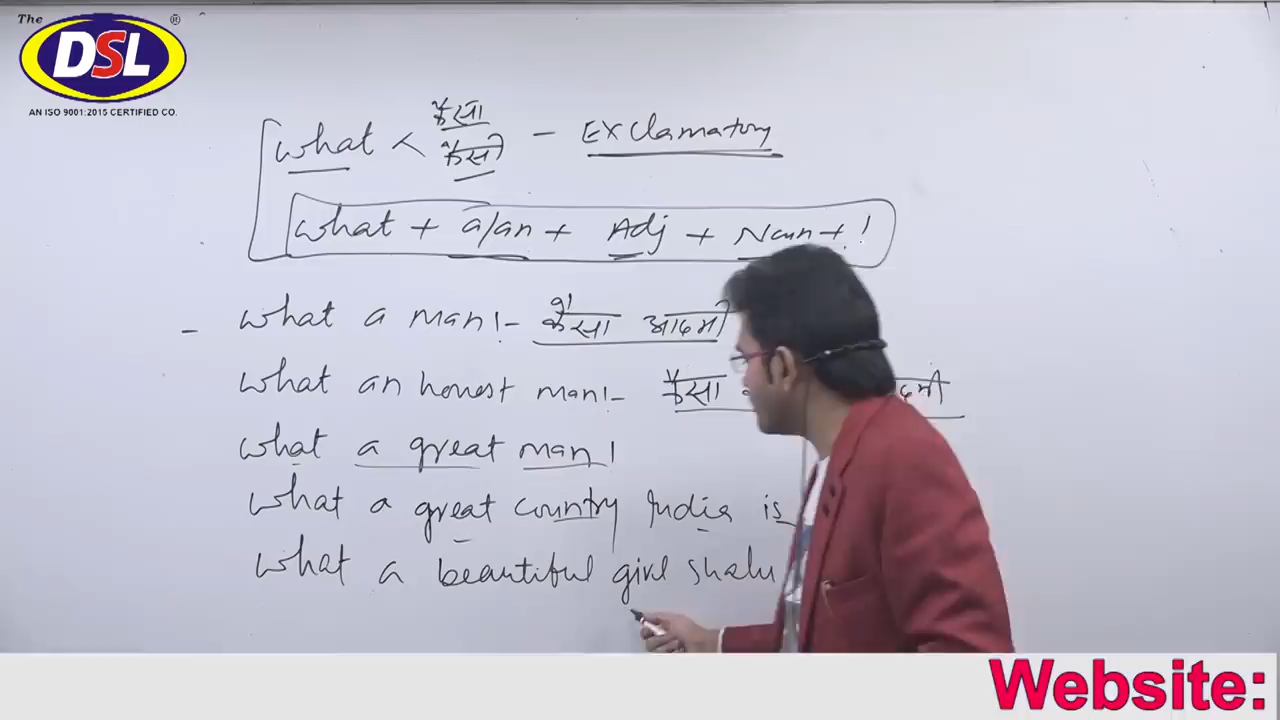 The
DSL ®
AN ISO 9001:2015 CERTIFIED CO.
what < कैसा
कैसी - Exclamatory
what + a/an + Adj + Noun + !
- what a man! - कैसा आदमी
what an honest man! - कैसा
what a great man!
what a great country India is
what a beautiful girl shalu
Website: